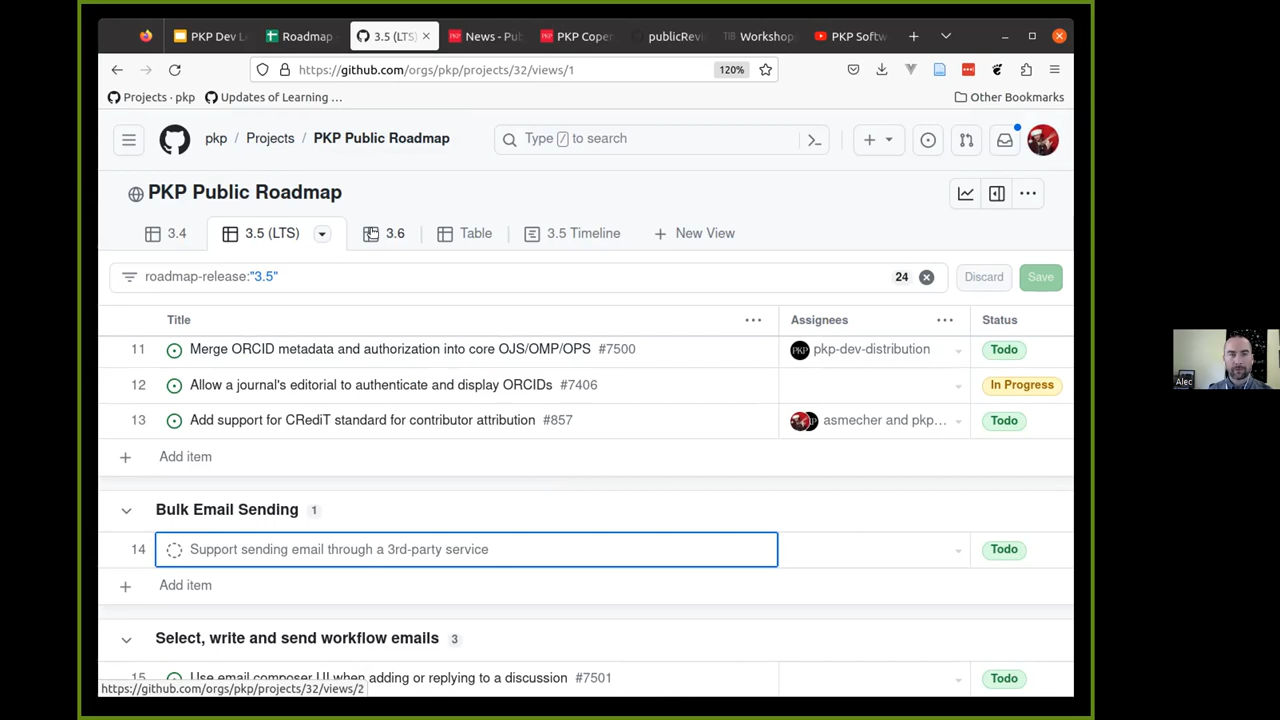 PKP Dev L
Roadmap
3.5 (LTS)
News - Pub
PKP Coper
publicRevi
Workshop
PKP Softw
https://github.com/orgs/pkp/projects/32/views/1
120%
Projects · pkp
Updates of Learning ...
Other Bookmarks
pkp / Projects / PKP Public Roadmap
Type / to search
PKP Public Roadmap
3.4
3.5 (LTS)
3.6
Table
3.5 Timeline
New View
roadmap-release:"3.5"
24
Discard
Save
Title
Assignees
Status
11 Merge ORCID metadata and authorization into core OJS/OMP/OPS #7500 pkp-dev-distribution Todo
12 Allow a journal's editorial to authenticate and display ORCIDs #7406 In Progress
13 Add support for CRediT standard for contributor attribution #857 asmecher and pkp... Todo
Add item
Bulk Email Sending 1
14 Support sending email through a 3rd-party service Todo
Add item
Select, write and send workflow emails 3
15 Use email composer UI when adding or replying to a discussion #7501 Todo
https://github.com/orgs/pkp/projects/32/views/2
Alec